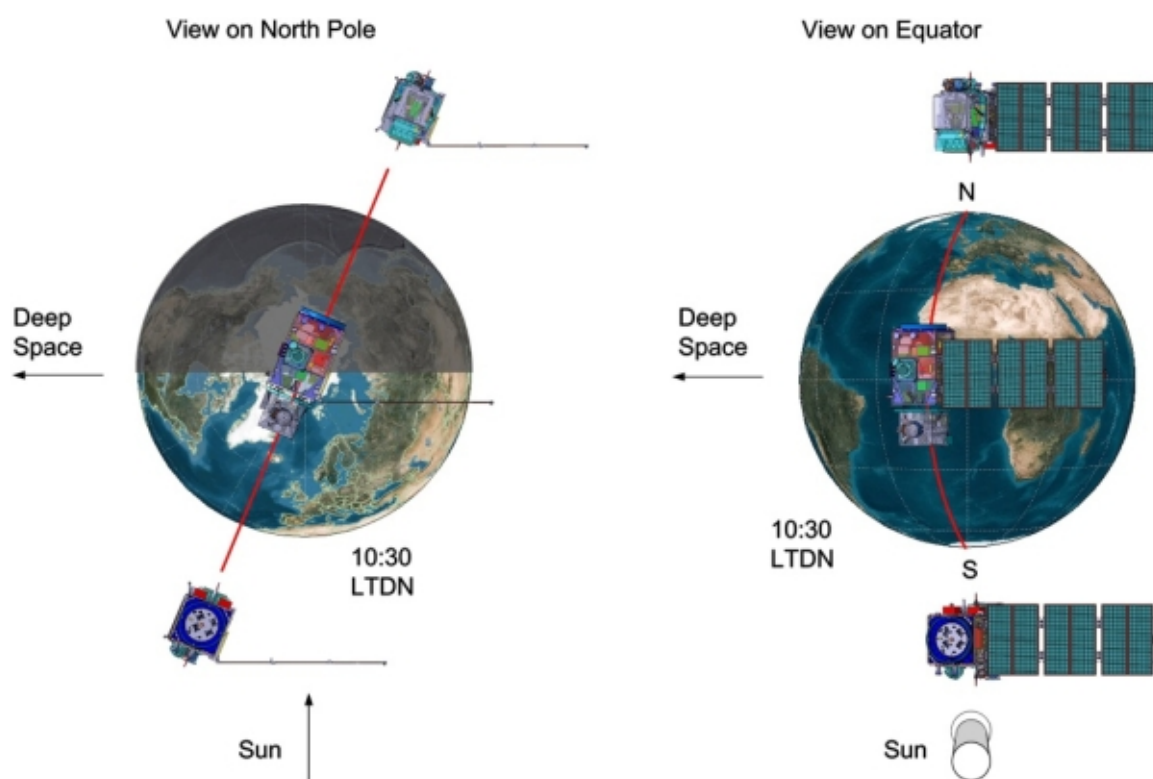 View on North Pole
View on Equator
Deep
Space
10:30
LTDN
Sun
N
Deep
Space
10:30
LTDN
S
Sun